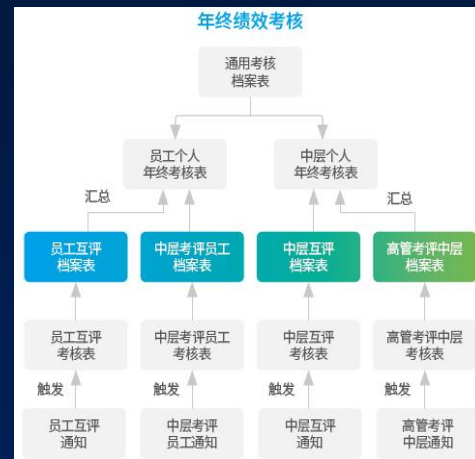 年终绩效考核
通用考核
档案表
员工个人
年终考核表
中层个人
年终考核表
汇总
汇总
员工互评
档案表
中层考评员工
档案表
中层互评
档案表
高管考评中层
档案表
员工互评
考核表
中层考评员工
考核表
中层互评
考核表
高管考评中层
考核表
触发
触发
触发
触发
员工互评
通知
中层考评
员工通知
中层互评
通知
高管考评
中层通知